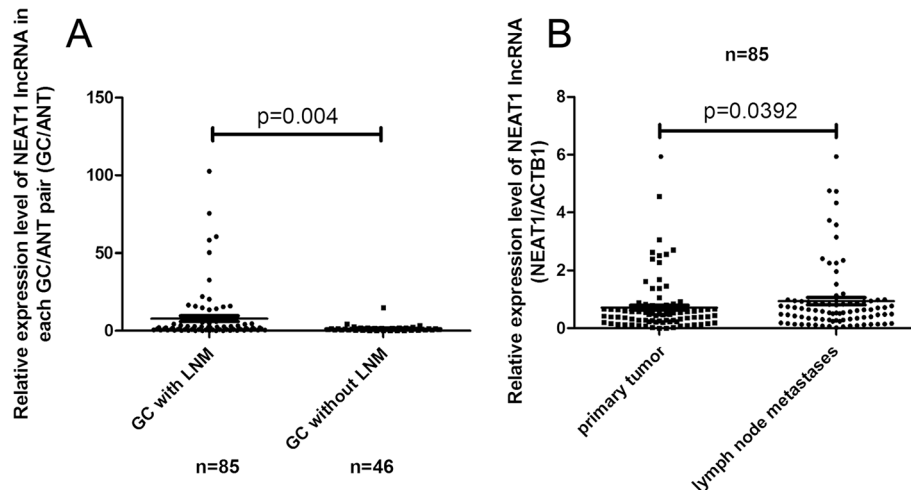 A
Relative expression level of NEAT1 lncRNA in
each GC/ANT pair (GC/ANT)
150
100
50
0
p=0.004
GC with LNM
GC without LNM
n=85
n=46
B
n=85
Relative expression level of NEAT1 lncRNA
(NEAT1/ACTB1)
8
6
4
2
0
p=0.0392
primary tumor
lymph node metastases